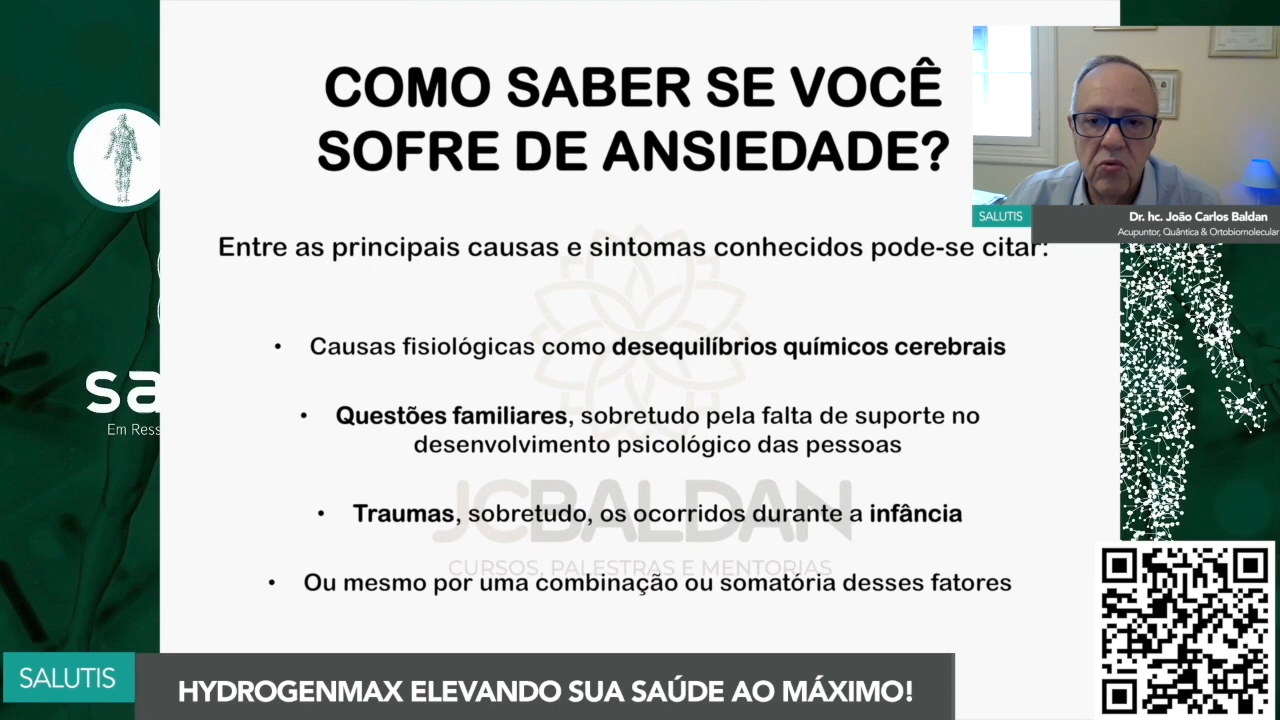 COMO SABER SE VOCÊ
SOFRE DE ANSIEDADE?
Entre as principais causas e sintomas conhecidos pode-se citar:
• Causas fisiológicas como desequilíbrios químicos cerebrais
• Questões familiares, sobretudo pela falta de suporte no
desenvolvimento psicológico das pessoas
• Traumas, sobretudo, os ocorridos durante a infância
• Ou mesmo por uma combinação ou somatória desses fatores
JCBALDAN
CURSOS, PALESTRAS E MENTORIAS
SALUTIS
Dr. hc. João Carlos Baldan
Acupuntor, Quântica & Ortobiomolecular
sa
Em Ress
SALUTIS
HYDROGENMAX ELEVANDO SUA SAÚDE AO MÁXIMO!